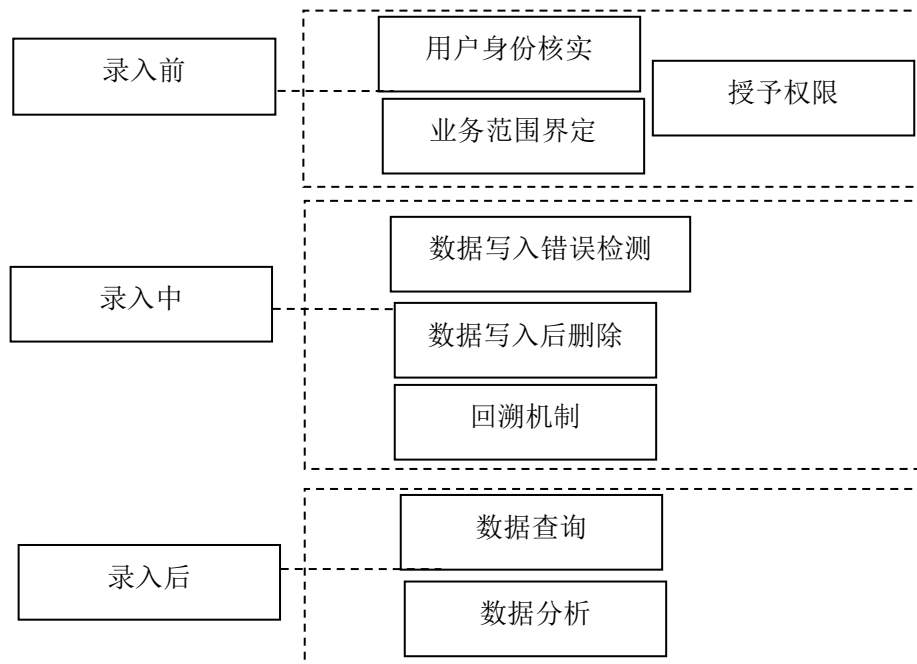 录入前
用户身份核实
业务范围界定
授予权限
录入中
数据写入错误检测
数据写入后删除
回溯机制
录入后
数据查询
数据分析